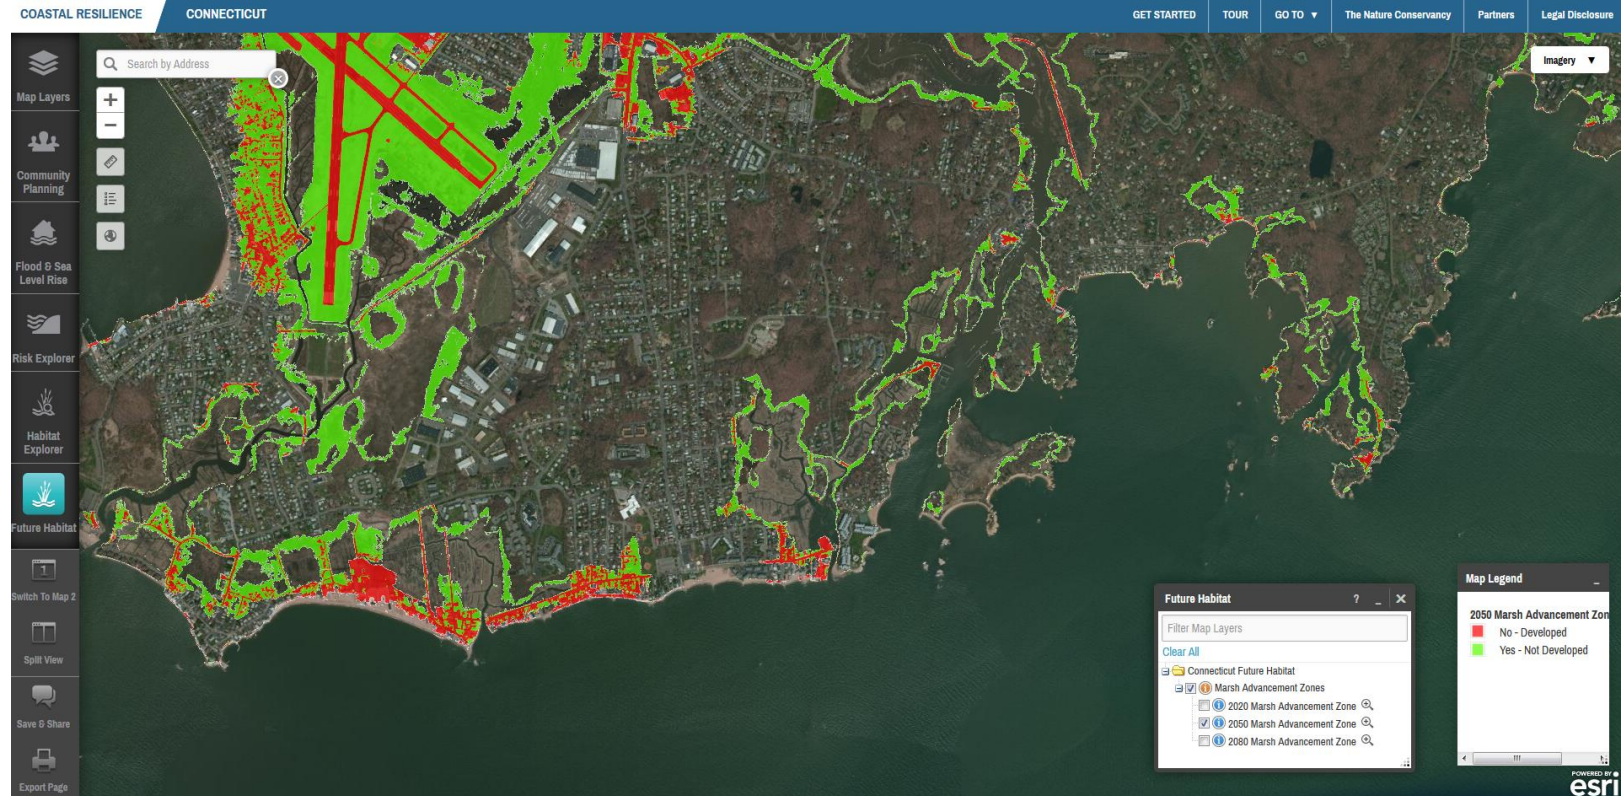 COASTAL RESILIENCE
CONNECTICUT
GET STARTED
TOUR
GO TO ▼
The Nature Conservancy
Partners
Legal Disclosure
Map Layers
Community
Planning
Flood & Sea
Level Rise
Risk Explorer
Habitat
Explorer
Future Habitat
1
Switch To Map 2
Split View
Save & Share
Export Page
Search by Address
Imagery ▼
Future Habitat
?
Filter Map Layers
Clear All
Connecticut Future Habitat
Marsh Advancement Zones
2020 Marsh Advancement Zone
2050 Marsh Advancement Zone
2080 Marsh Advancement Zone
Map Legend
2050 Marsh Advancement Zon
No - Developed
Yes - Not Developed
POWERED BY
esri